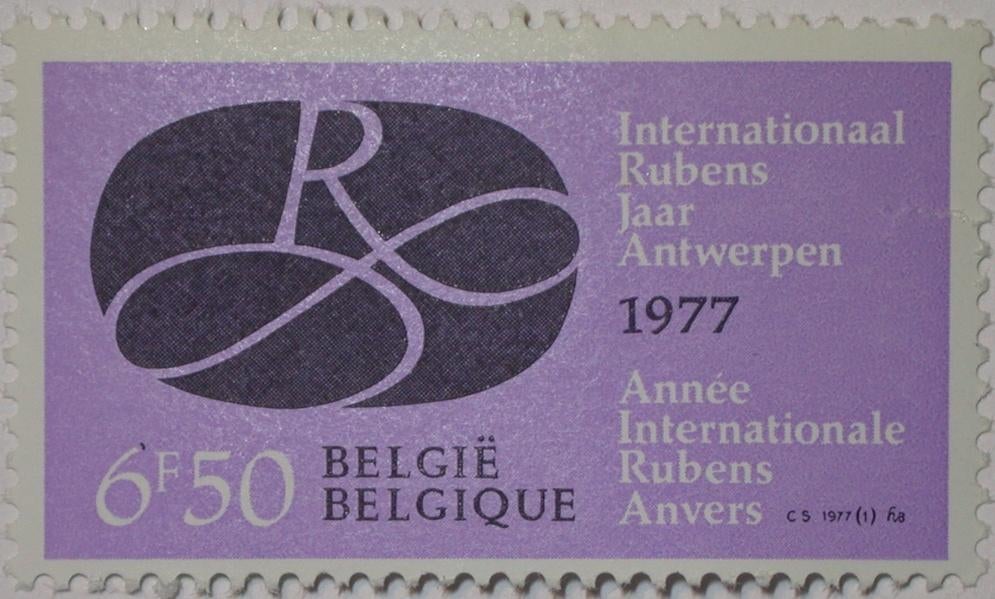 R
Internationaal
Rubens
Jaar
Antwerpen
1977
Année
Internationale
Rubens
Anvers
6F50
BELGIË
BELGIQUE
CS 1977(1)